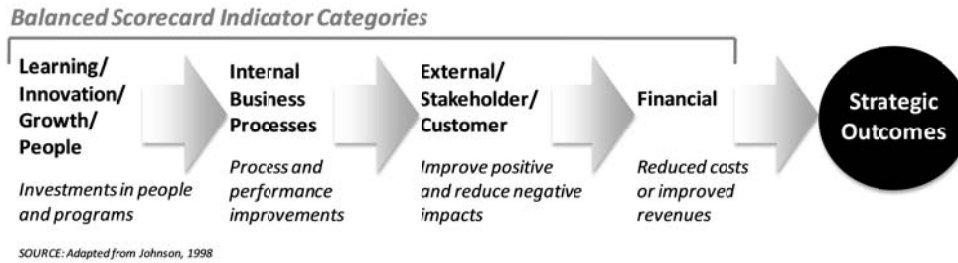 Balanced Scorecard Indicator Categories
Learning/
Innovation/
Growth/
People
Investments in people
and programs
Internal
Business
Processes
Process and
performance
improvements
External/
Stakeholder/
Customer
Improve positive
and reduce negative
impacts
Financial
Reduced costs
or improved
revenues
Strategic
Outcomes
SOURCE: Adapted from Johnson, 1998